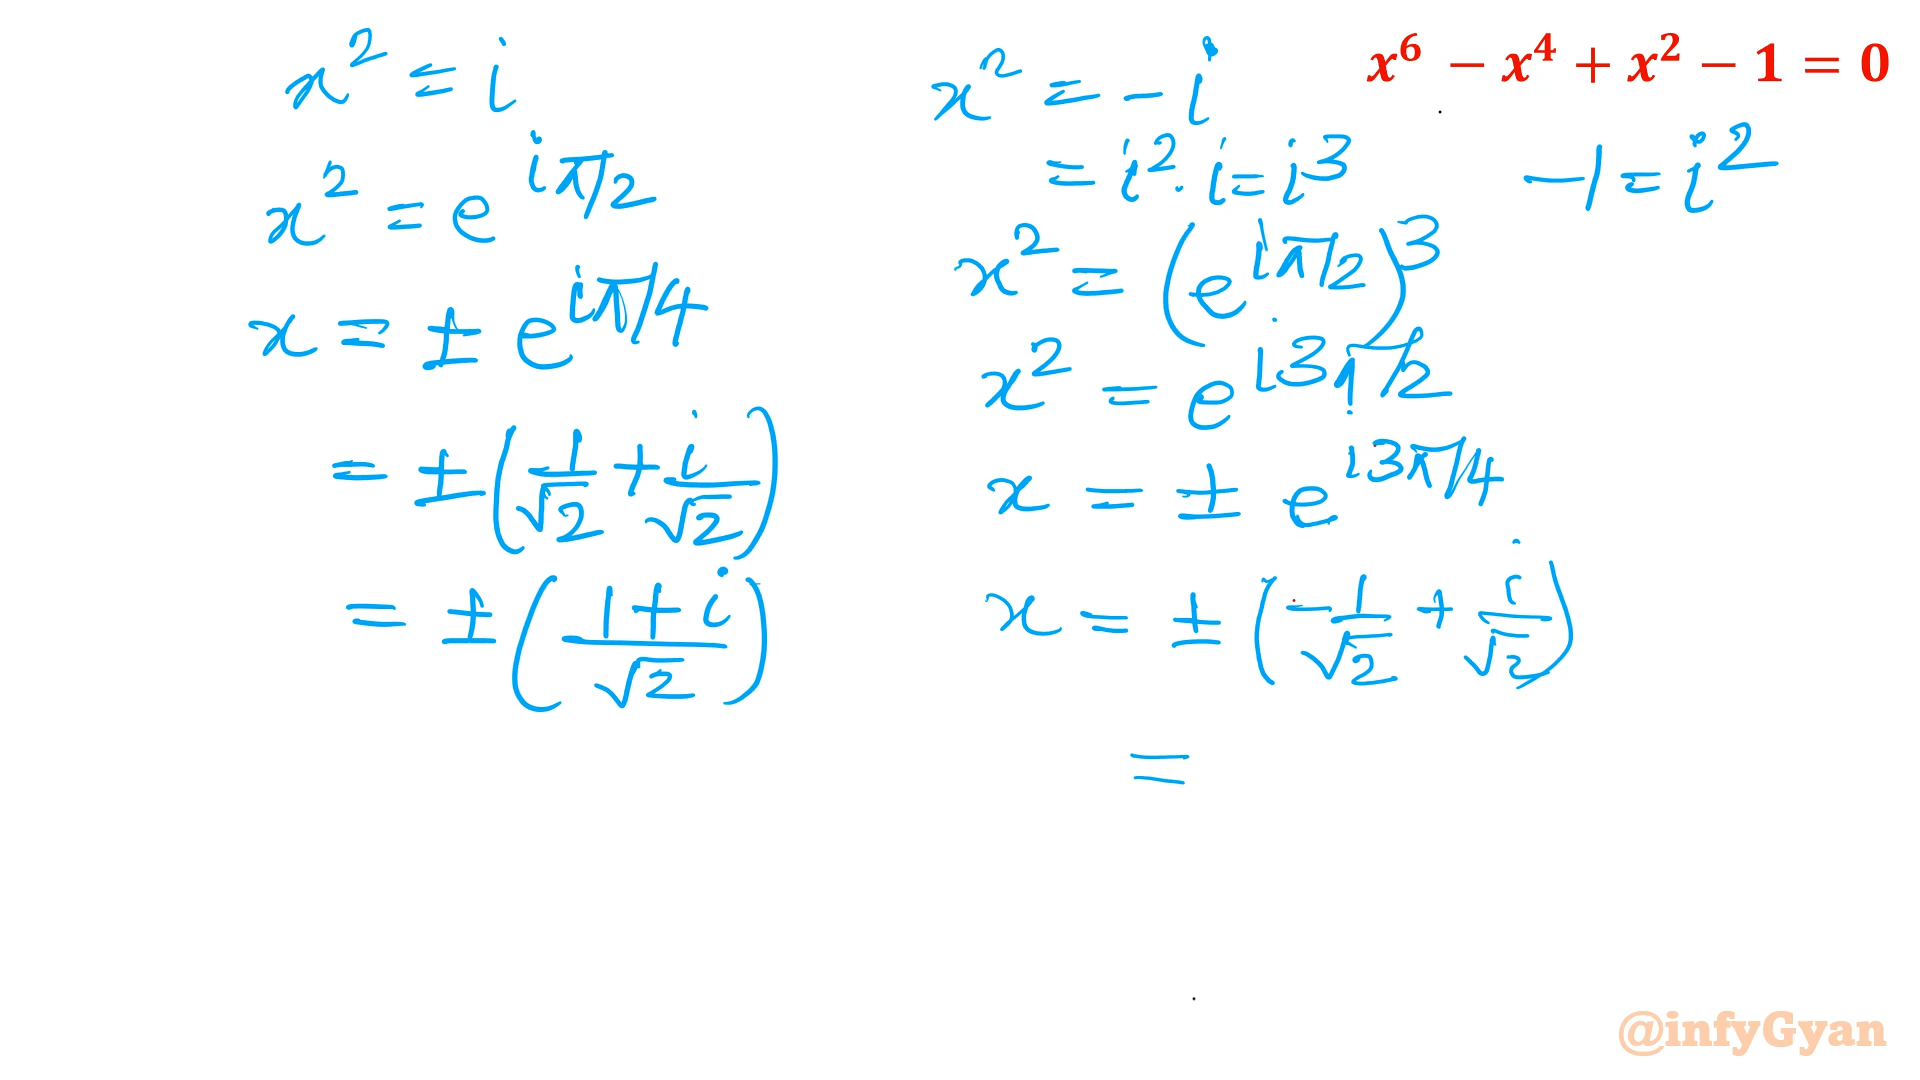 x⁶ − x⁴ + x² − 1 = 0
x² = i
x² = e^{iπ/2}
x = ± e^{iπ/4}
= ± (1/√2 + i/√2)
= ± ((1 + i)/√2)
x² = − i
= i² · i = i³
−1 = i²
x² = (e^{iπ/2})³
x² = e^{i3π/2}
x = ± e^{i3π/4}
x = ± (−1/√2 + i/√2)
=
@infyGyan